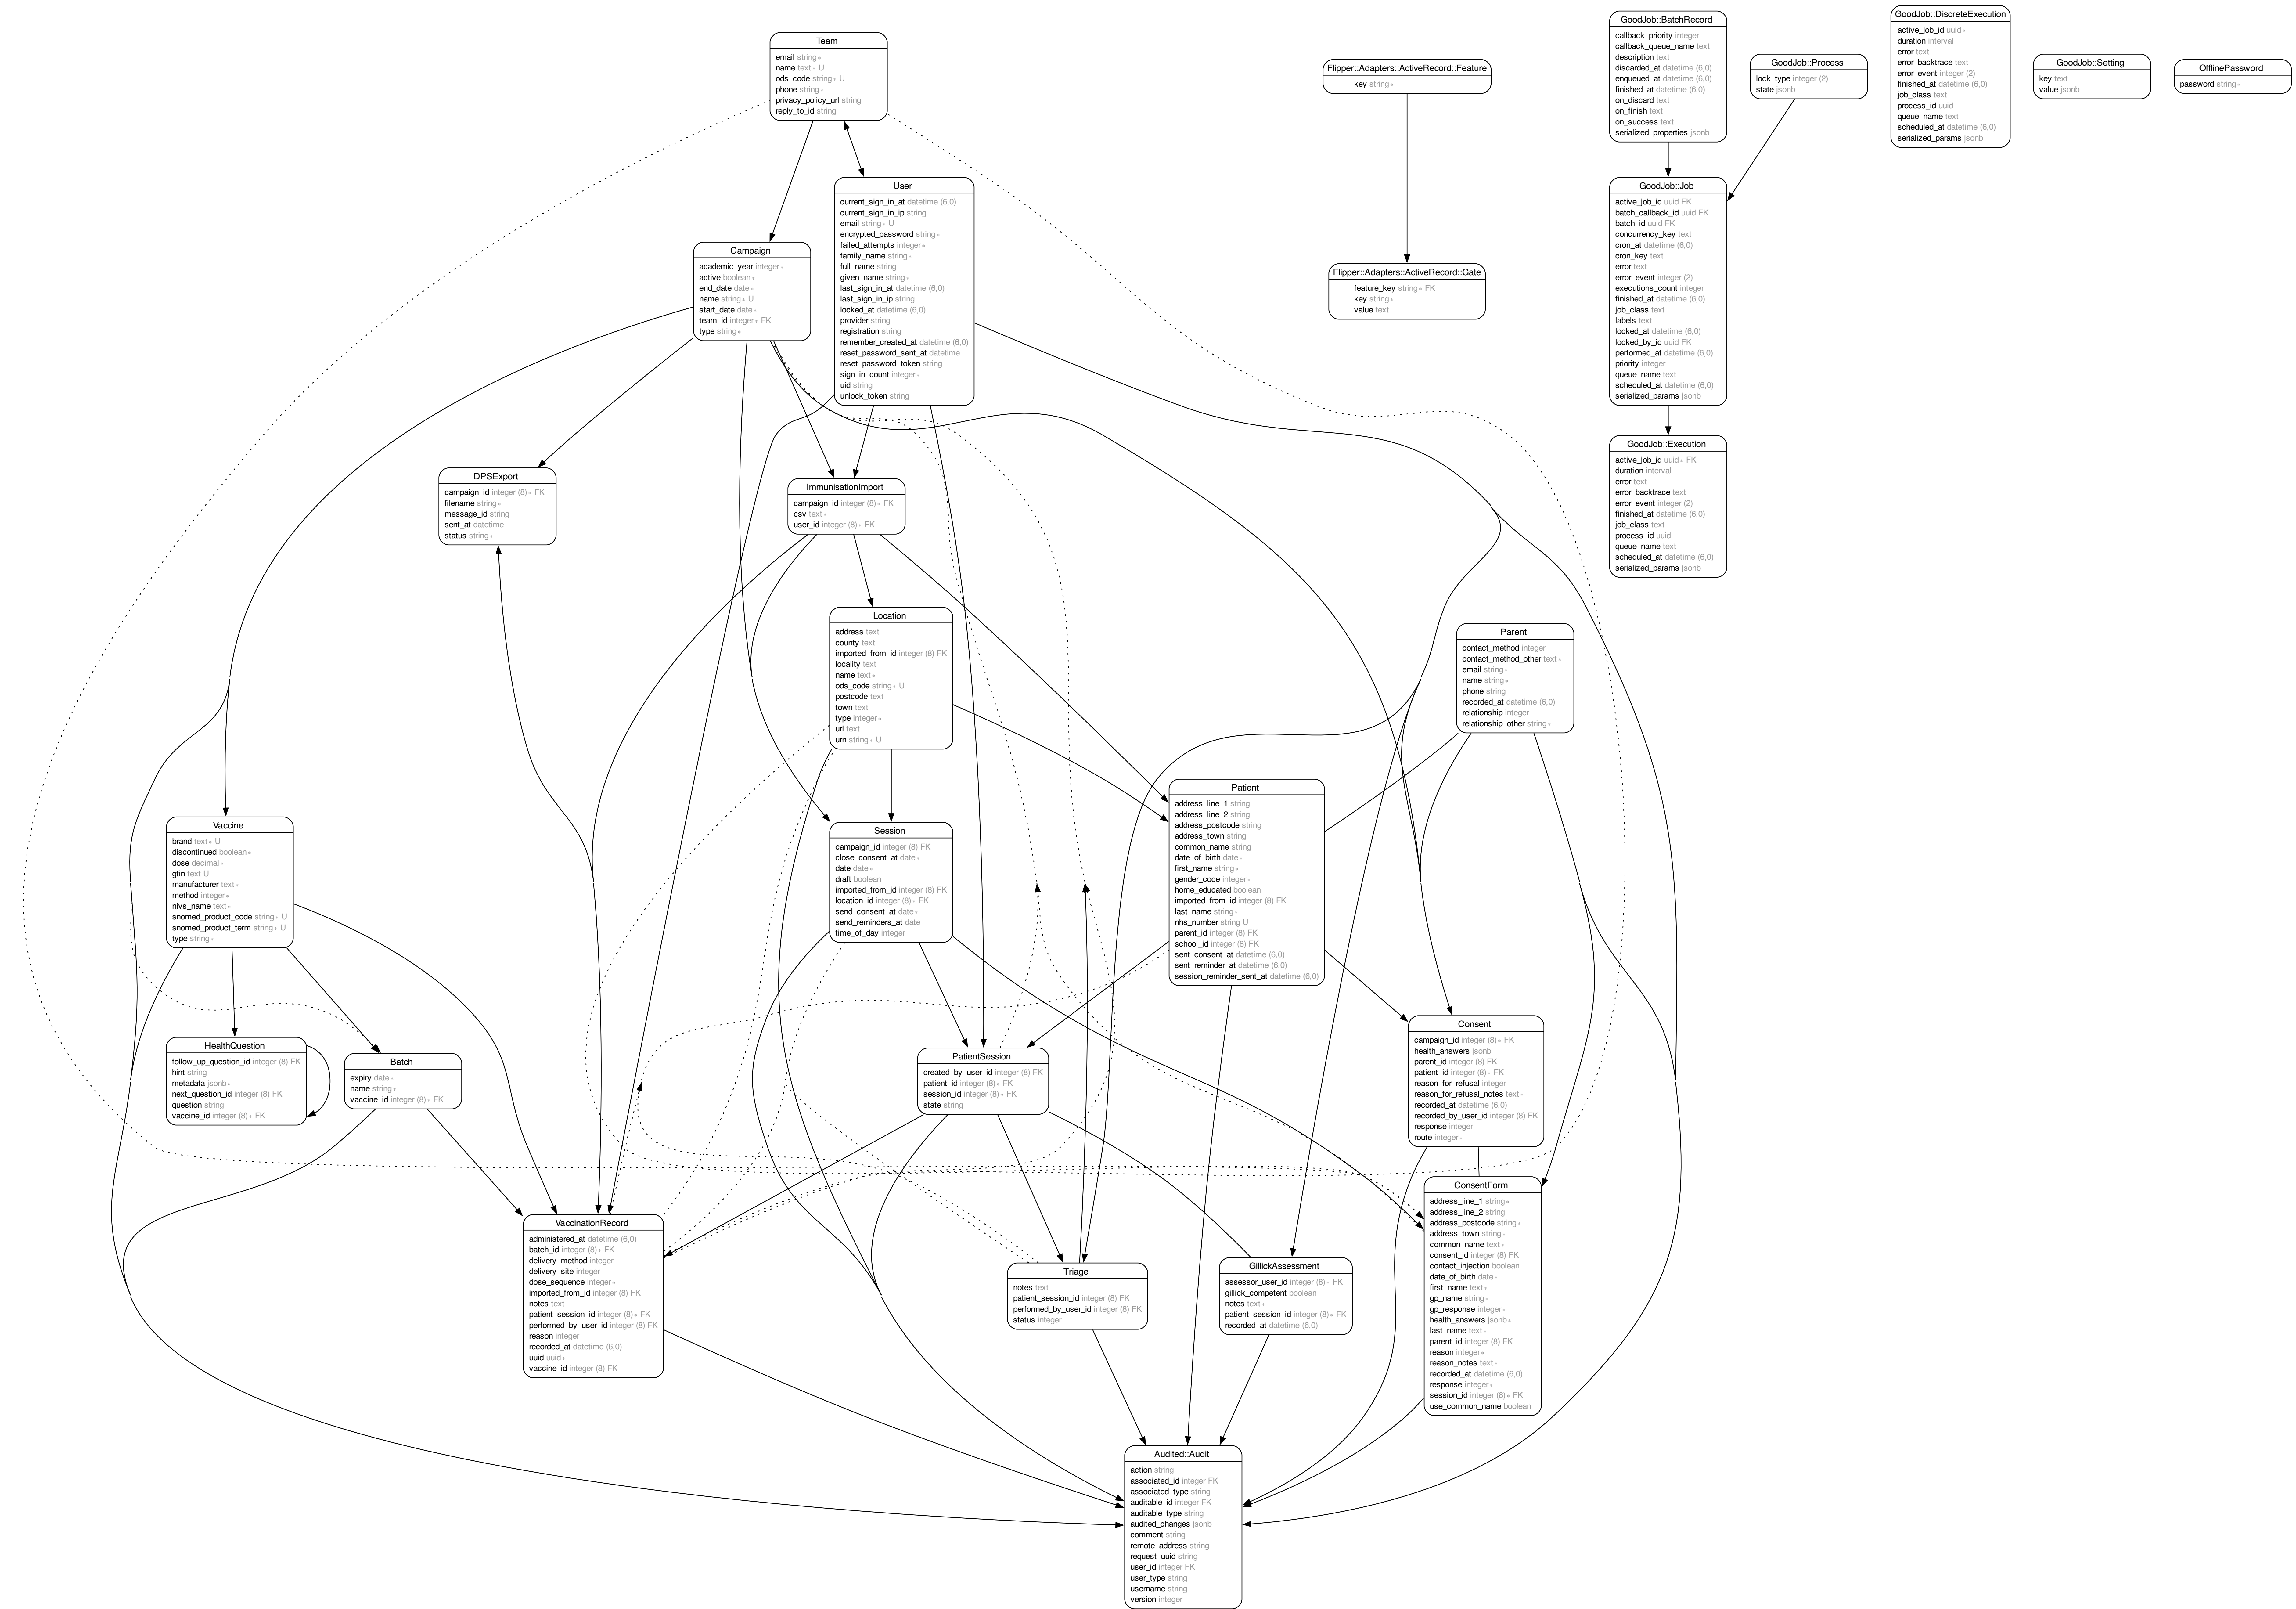 Team
email string ∗
name text ∗ U
ods_code string ∗ U
phone string ∗
privacy_policy_url string
reply_to_id string
User
current_sign_in_at datetime (6,0)
current_sign_in_ip string
email string ∗ U
encrypted_password string ∗
failed_attempts integer ∗
family_name string ∗
full_name string
given_name string ∗
last_sign_in_at datetime (6,0)
last_sign_in_ip string
locked_at datetime (6,0)
provider string
registration string
remember_created_at datetime (6,0)
reset_password_sent_at datetime
reset_password_token string
sign_in_count integer ∗
uid string
unlock_token string
Campaign
academic_year integer ∗
active boolean ∗
end_date date ∗
name string ∗ U
start_date date ∗
team_id integer ∗ FK
type string ∗
DPSExport
campaign_id integer (8) ∗ FK
filename string ∗
message_id string
sent_at datetime
status string ∗
ImmunisationImport
campaign_id integer (8) ∗ FK
csv text ∗
user_id integer (8) ∗ FK
Location
address text
county text
imported_from_id integer (8) FK
locality text
name text ∗
ods_code string ∗ U
postcode text
town text
type integer ∗
url text
urn string ∗ U
Vaccine
brand text ∗ U
discontinued boolean ∗
dose decimal ∗
gtin text U
manufacturer text ∗
method integer ∗
nivs_name text ∗
snomed_product_code string ∗ U
snomed_product_term string ∗ U
type string ∗
Session
campaign_id integer (8) FK
close_consent_at date ∗
date date ∗
draft boolean
imported_from_id integer (8) FK
location_id integer (8) ∗ FK
send_consent_at date ∗
send_reminders_at date
time_of_day integer
Patient
address_line_1 string
address_line_2 string
address_postcode string
address_town string
common_name string
date_of_birth date ∗
first_name string ∗
gender_code integer ∗
home_educated boolean
imported_from_id integer (8) FK
last_name string ∗
nhs_number string U
parent_id integer (8) FK
school_id integer (8) FK
sent_consent_at datetime (6,0)
sent_reminder_at datetime (6,0)
session_reminder_sent_at datetime (6,0)
Parent
contact_method integer
contact_method_other text ∗
email string ∗
name string ∗
phone string
recorded_at datetime (6,0)
relationship integer
relationship_other string ∗
HealthQuestion
follow_up_question_id integer (8) FK
hint string
metadata jsonb ∗
next_question_id integer (8) FK
question string
vaccine_id integer (8) ∗ FK
Batch
expiry date ∗
name string ∗
vaccine_id integer (8) ∗ FK
PatientSession
created_by_user_id integer (8) FK
patient_id integer (8) ∗ FK
session_id integer (8) ∗ FK
state string
Consent
campaign_id integer (8) ∗ FK
health_answers jsonb
parent_id integer (8) FK
patient_id integer (8) ∗ FK
reason_for_refusal integer
reason_for_refusal_notes text ∗
recorded_at datetime (6,0)
recorded_by_user_id integer (8) FK
response integer
route integer ∗
VaccinationRecord
administered_at datetime (6,0)
batch_id integer (8) ∗ FK
delivery_method integer
delivery_site integer
dose_sequence integer ∗
imported_from_id integer (8) FK
notes text
patient_session_id integer (8) ∗ FK
performed_by_user_id integer (8) FK
reason integer
recorded_at datetime (6,0)
uuid uuid ∗
vaccine_id integer (8) FK
Triage
notes text
patient_session_id integer (8) FK
performed_by_user_id integer (8) FK
status integer
GillickAssessment
assessor_user_id integer (8) ∗ FK
gillick_competent boolean
notes text ∗
patient_session_id integer (8) ∗ FK
recorded_at datetime (6,0)
ConsentForm
address_line_1 string ∗
address_line_2 string
address_postcode string ∗
address_town string ∗
common_name text ∗
consent_id integer (8) FK
contact_injection boolean
date_of_birth date ∗
first_name text ∗
gp_name string ∗
gp_response integer ∗
health_answers jsonb ∗
last_name text ∗
parent_id integer (8) FK
reason integer ∗
reason_notes text ∗
recorded_at datetime (6,0)
response integer ∗
session_id integer (8) ∗ FK
use_common_name boolean
Audited::Audit
action string
associated_id integer FK
associated_type string
auditable_id integer FK
auditable_type string
audited_changes jsonb
comment string
remote_address string
request_uuid string
user_id integer FK
user_type string
username string
version integer
Flipper::Adapters::ActiveRecord::Feature
key string ∗
Flipper::Adapters::ActiveRecord::Gate
feature_key string ∗ FK
key string ∗
value text
GoodJob::BatchRecord
callback_priority integer
callback_queue_name text
description text
discarded_at datetime (6,0)
enqueued_at datetime (6,0)
finished_at datetime (6,0)
on_discard text
on_finish text
on_success text
serialized_properties jsonb
GoodJob::Process
lock_type integer (2)
state jsonb
GoodJob::DiscreteExecution
active_job_id uuid ∗
duration interval
error text
error_backtrace text
error_event integer (2)
finished_at datetime (6,0)
job_class text
process_id uuid
queue_name text
scheduled_at datetime (6,0)
serialized_params jsonb
GoodJob::Setting
key text
value jsonb
OfflinePassword
password string ∗
GoodJob::Job
active_job_id uuid FK
batch_callback_id uuid FK
batch_id uuid FK
concurrency_key text
cron_at datetime (6,0)
cron_key text
error text
error_event integer (2)
executions_count integer
finished_at datetime (6,0)
job_class text
labels text
locked_at datetime (6,0)
locked_by_id uuid FK
performed_at datetime (6,0)
priority integer
queue_name text
scheduled_at datetime (6,0)
serialized_params jsonb
GoodJob::Execution
active_job_id uuid ∗ FK
duration interval
error text
error_backtrace text
error_event integer (2)
finished_at datetime (6,0)
job_class text
process_id uuid
queue_name text
scheduled_at datetime (6,0)
serialized_params jsonb